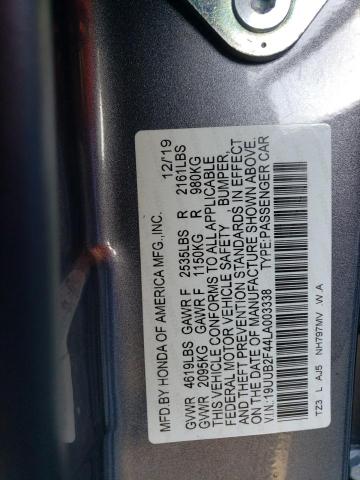 MFD.BY HONDA OF AMERICA MFG.,INC. 12/'19
GVWR 4619LBS GAWR F 2535LBS R 2161LBS
GVWR 2095KG GAWR F 1150KG R 980KG
THIS VEHICLE CONFORMS TO ALL APPLICABLE
FEDERAL MOTOR VEHICLE SAFETY BUMPER,
AND THEFT PREVENTION STANDARDS IN EFFECT
ON THE DATE OF MANUFACTURE SHOWN ABOVE.
V.I.N:19UUB2F44LA003338 TYPE:PASSENGER CAR
TZ3 L AJ5 NH797MV W.A